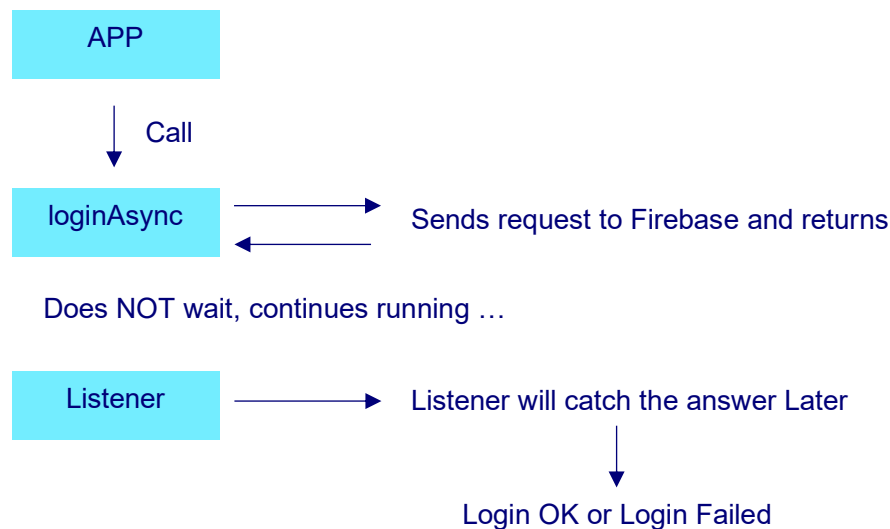 APP
Call
loginAsync
Sends request to Firebase and returns
Does NOT wait, continues running …
Listener
Listener will catch the answer Later
Login OK or Login Failed